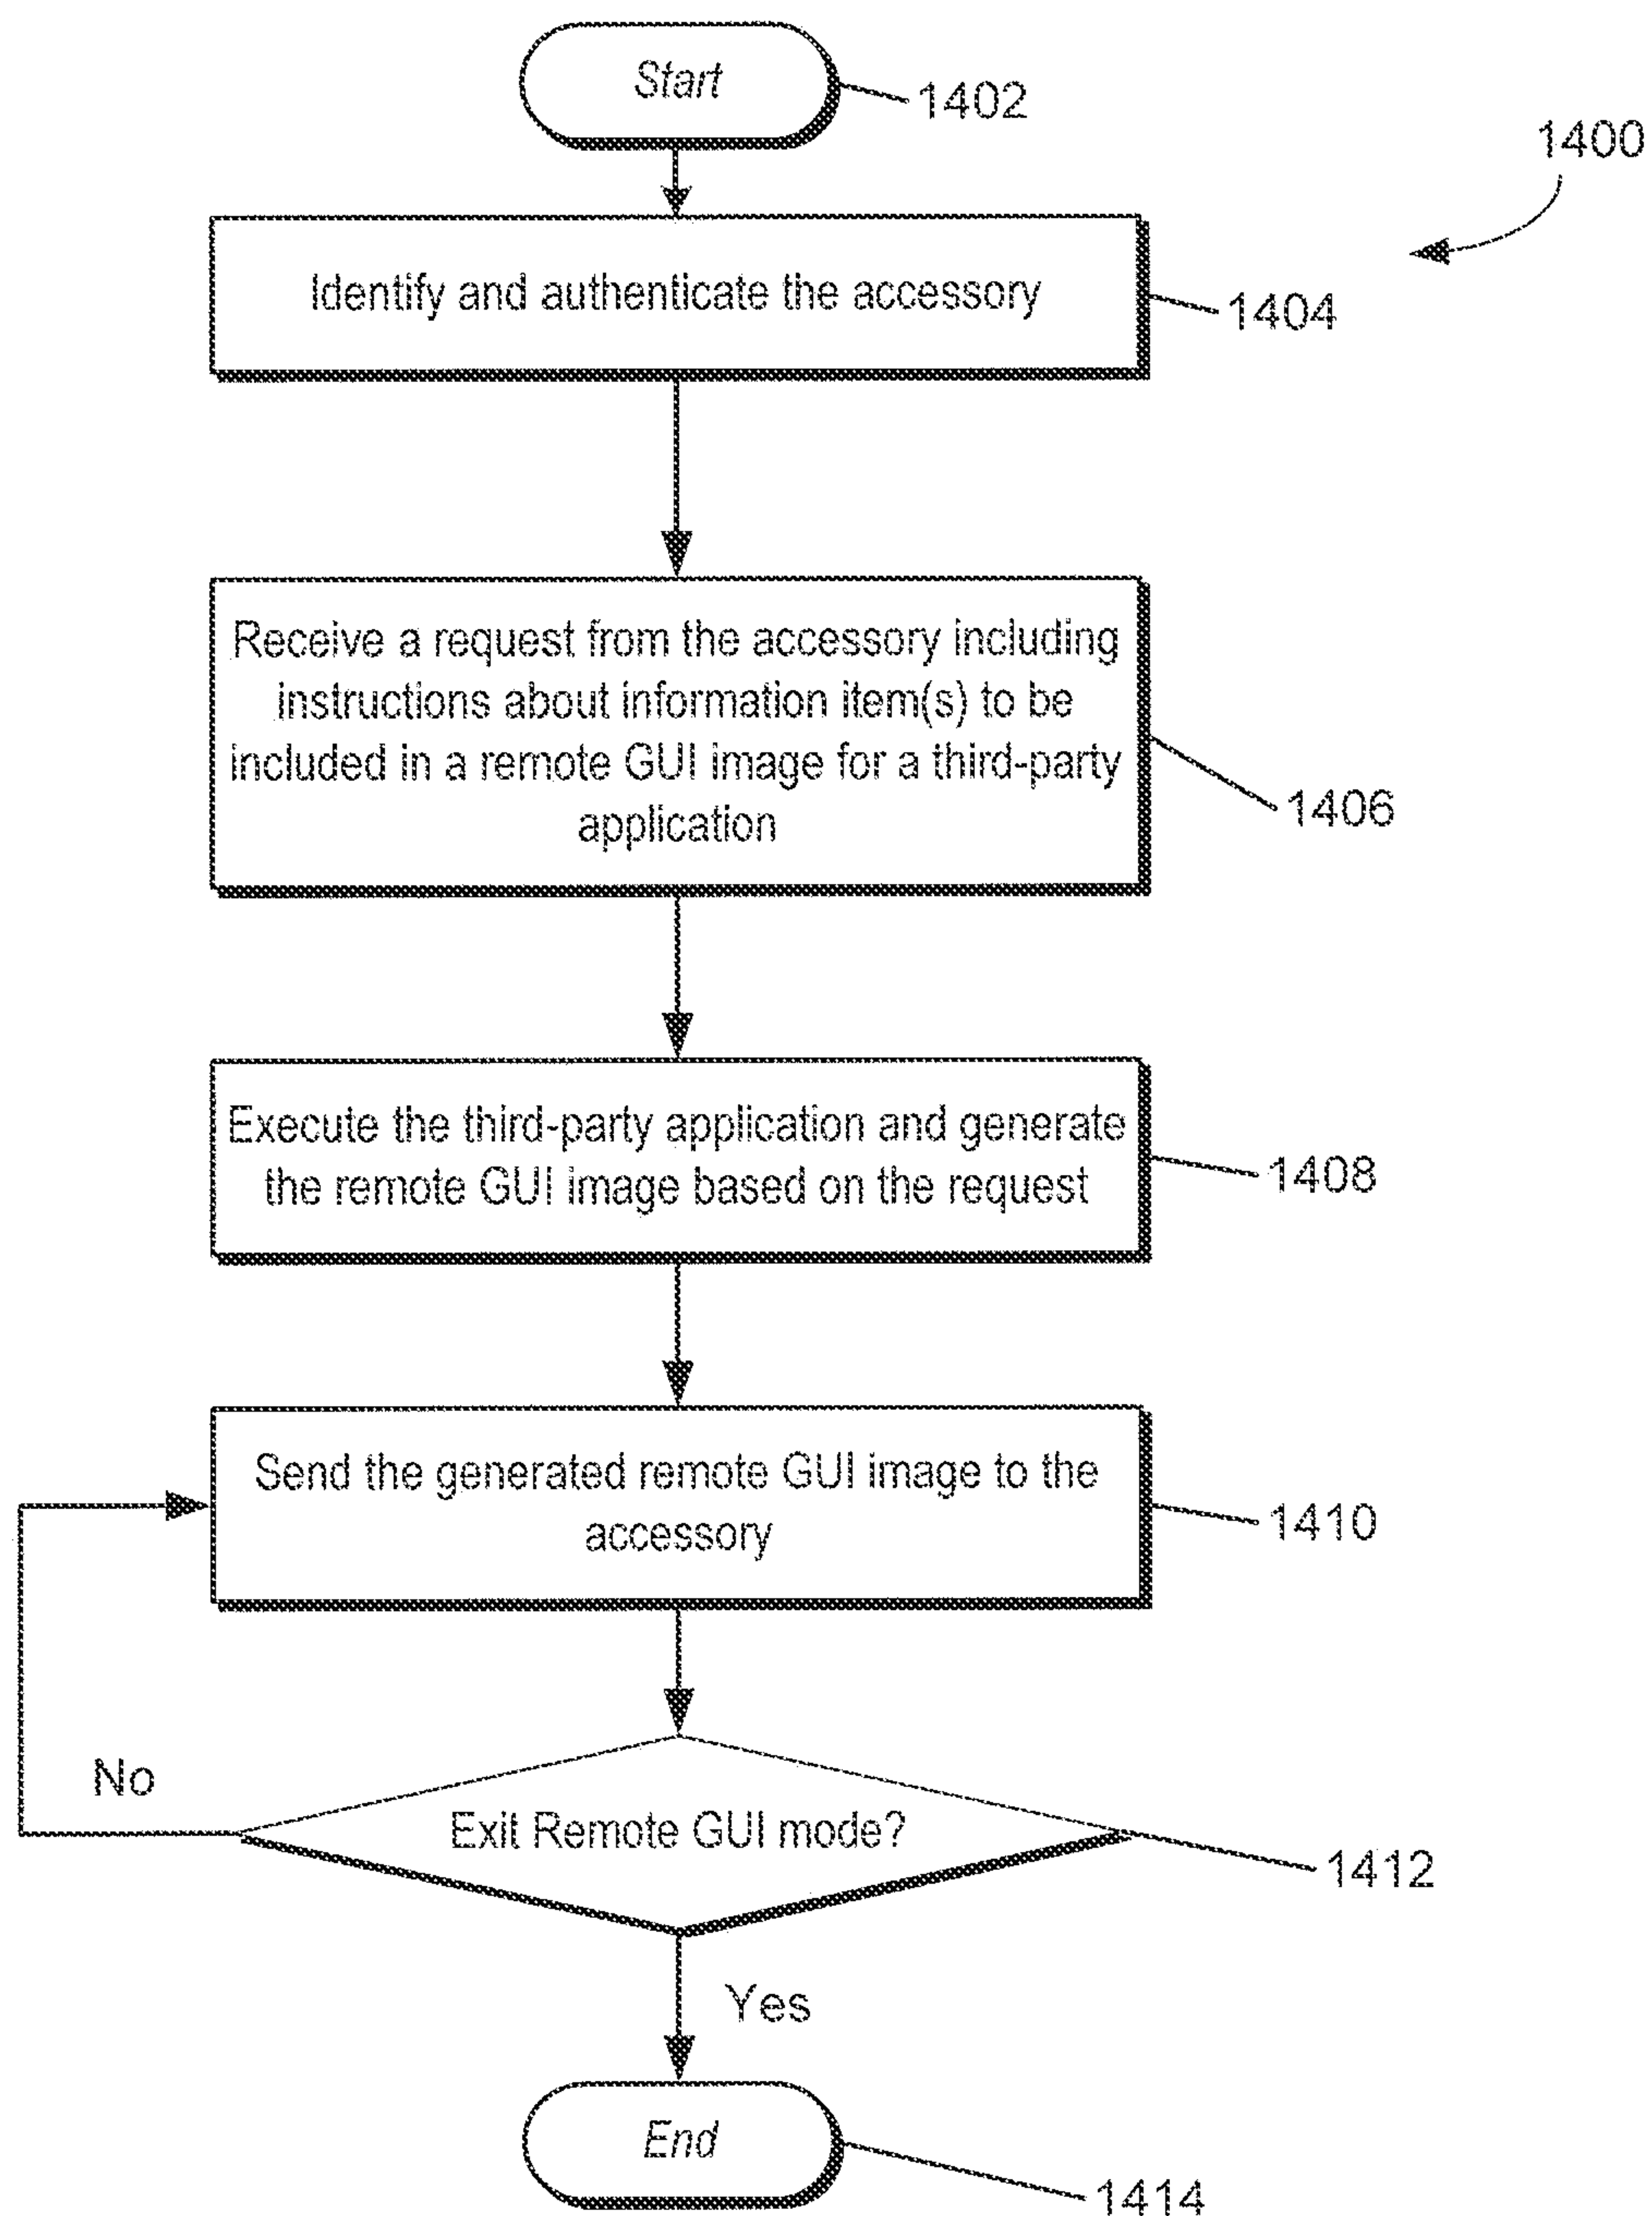 Start
1402
1400
Identify and authenticate the accessory
1404
Receive a request from the accessory including
instructions about information item(s) to be
included in a remote GUI image for a third-party
application
1406
Execute the third-party application and generate
the remote GUI image based on the request
1408
Send the generated remote GUI image to the
accessory
1410
No
Exit Remote GUI mode?
1412
Yes
End
1414